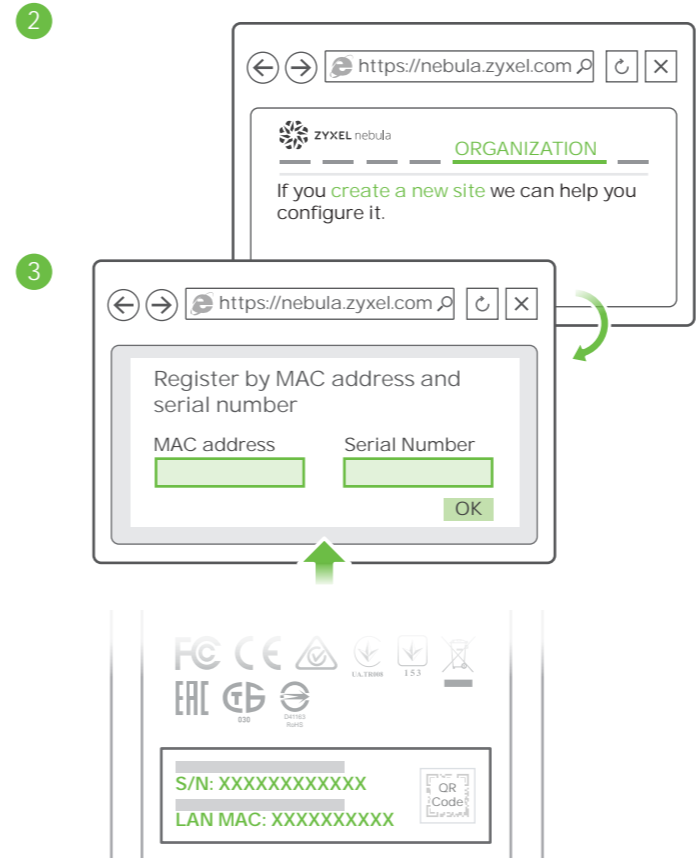 2
https://nebula.zyxel.com
ZYXEL nebula
ORGANIZATION
If you create a new site we can help you
configure it.
3
https://nebula.zyxel.com
Register by MAC address and
serial number
MAC address Serial Number
OK
FC CE
UA.TR008 153
EAC
030
D41163
RoHS
S/N: XXXXXXXXXXXX
QR
Code
LAN MAC: XXXXXXXXXX